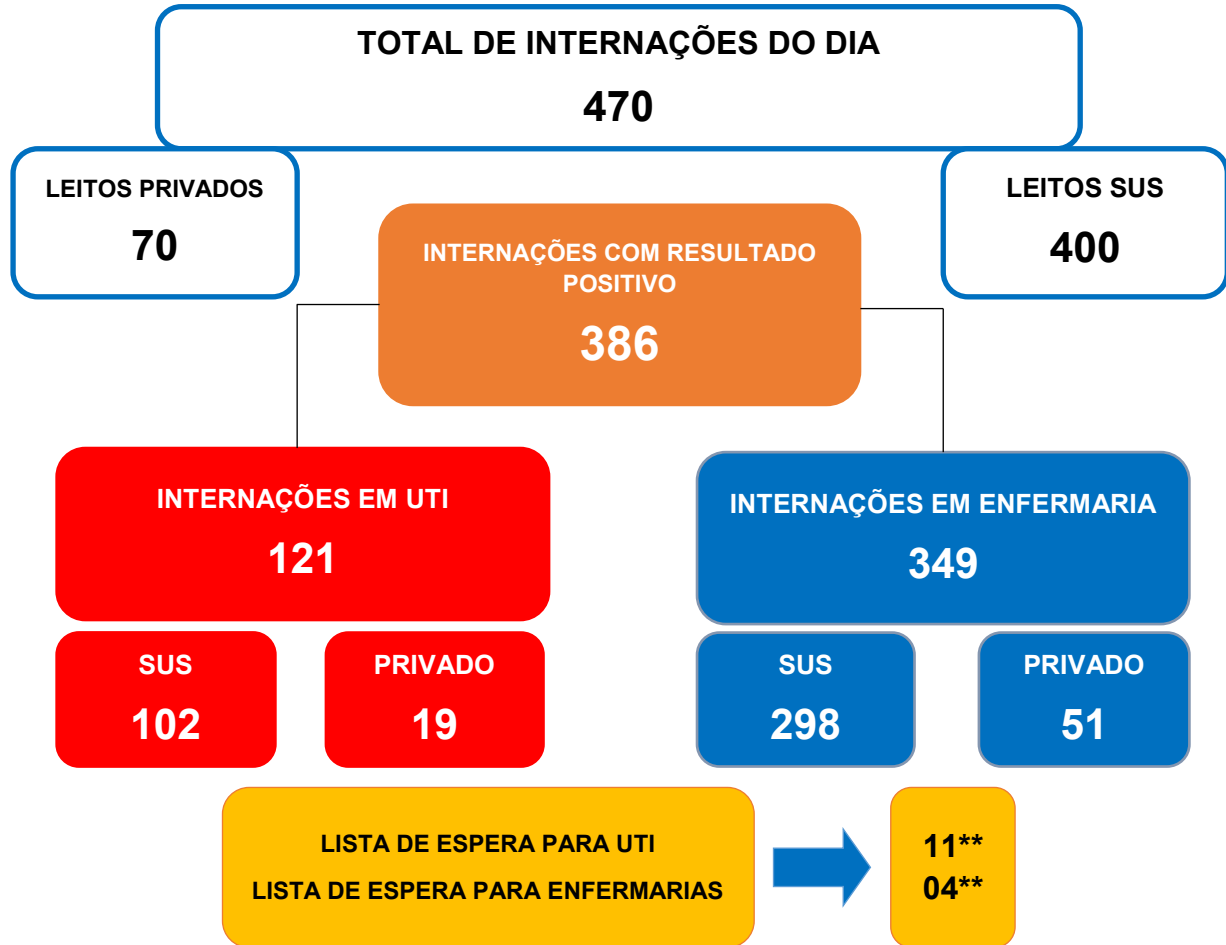 TOTAL DE INTERNAÇÕES DO DIA
470
LEITOS PRIVADOS
70
LEITOS SUS
400
INTERNAÇÕES COM RESULTADO
POSITIVO
386
INTERNAÇÕES EM UTI
121
INTERNAÇÕES EM ENFERMARIA
349
SUS
102
PRIVADO
19
SUS
298
PRIVADO
51
LISTA DE ESPERA PARA UTI
LISTA DE ESPERA PARA ENFERMARIAS
11**
04**